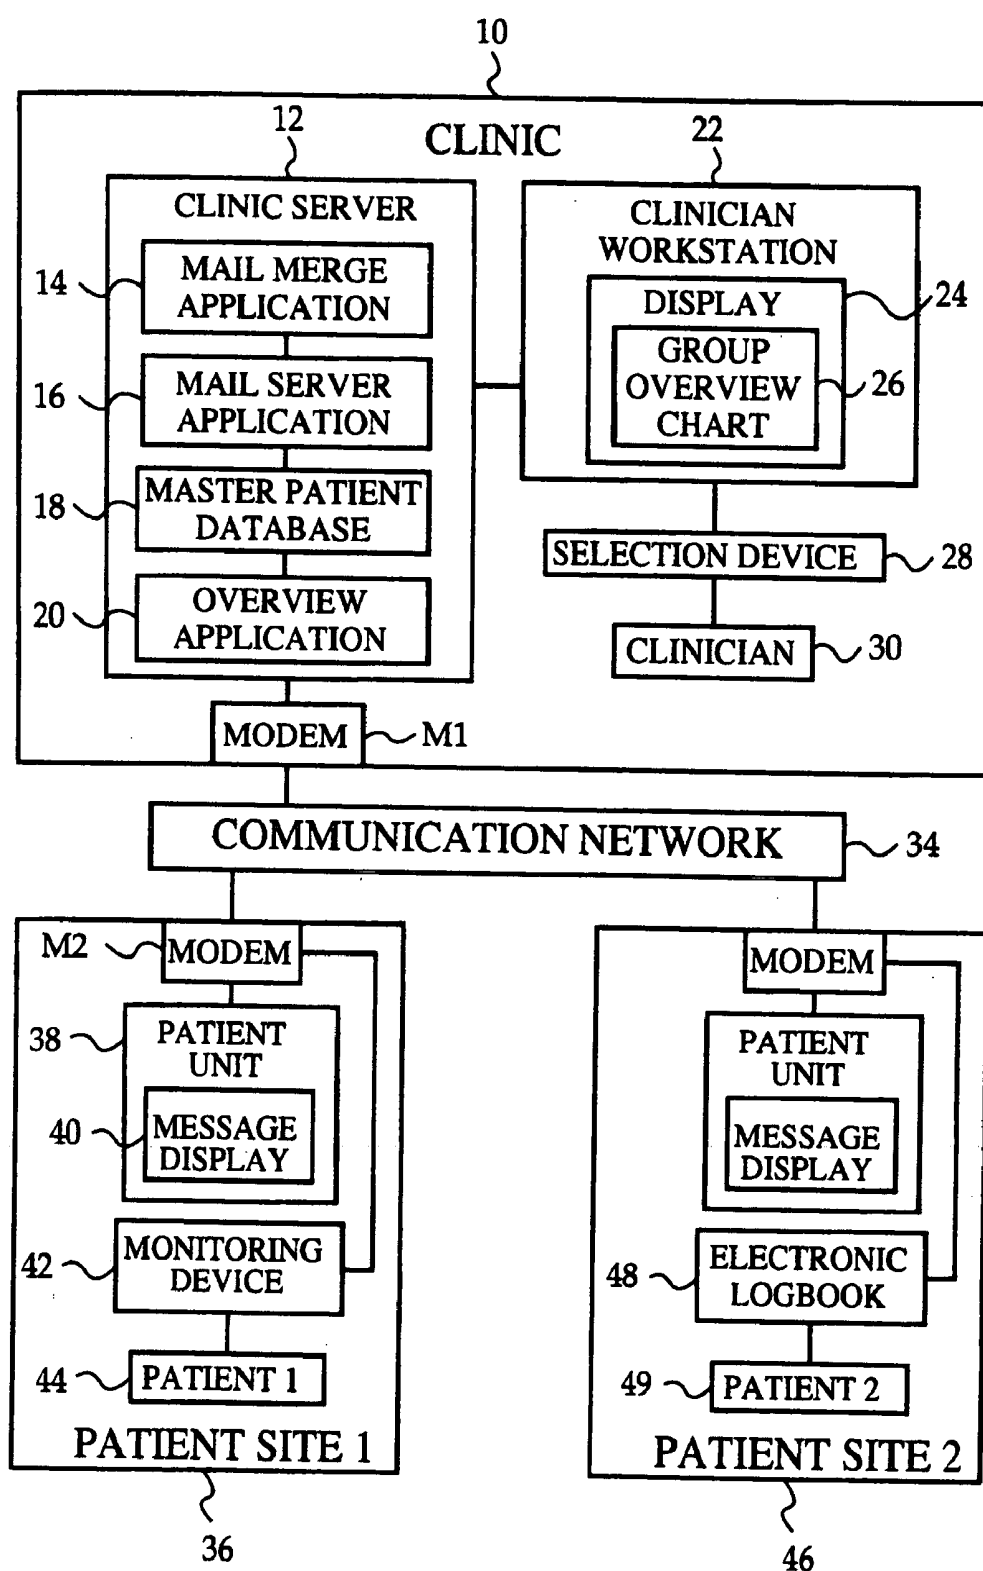 10
12
CLINIC
22
CLINIC SERVER
CLINICIAN
WORKSTATION
14
MAIL MERGE
APPLICATION
DISPLAY
24
GROUP
OVERVIEW
CHART
26
16
MAIL SERVER
APPLICATION
18
MASTER PATIENT
DATABASE
SELECTION DEVICE
28
20
OVERVIEW
APPLICATION
CLINICIAN
30
MODEM
M1
COMMUNICATION NETWORK
34
M2
MODEM
38
PATIENT
UNIT
40
MESSAGE
DISPLAY
42
MONITORING
DEVICE
44
PATIENT 1
PATIENT SITE 1
36
MODEM
PATIENT
UNIT
MESSAGE
DISPLAY
48
ELECTRONIC
LOGBOOK
49
PATIENT 2
PATIENT SITE 2
46